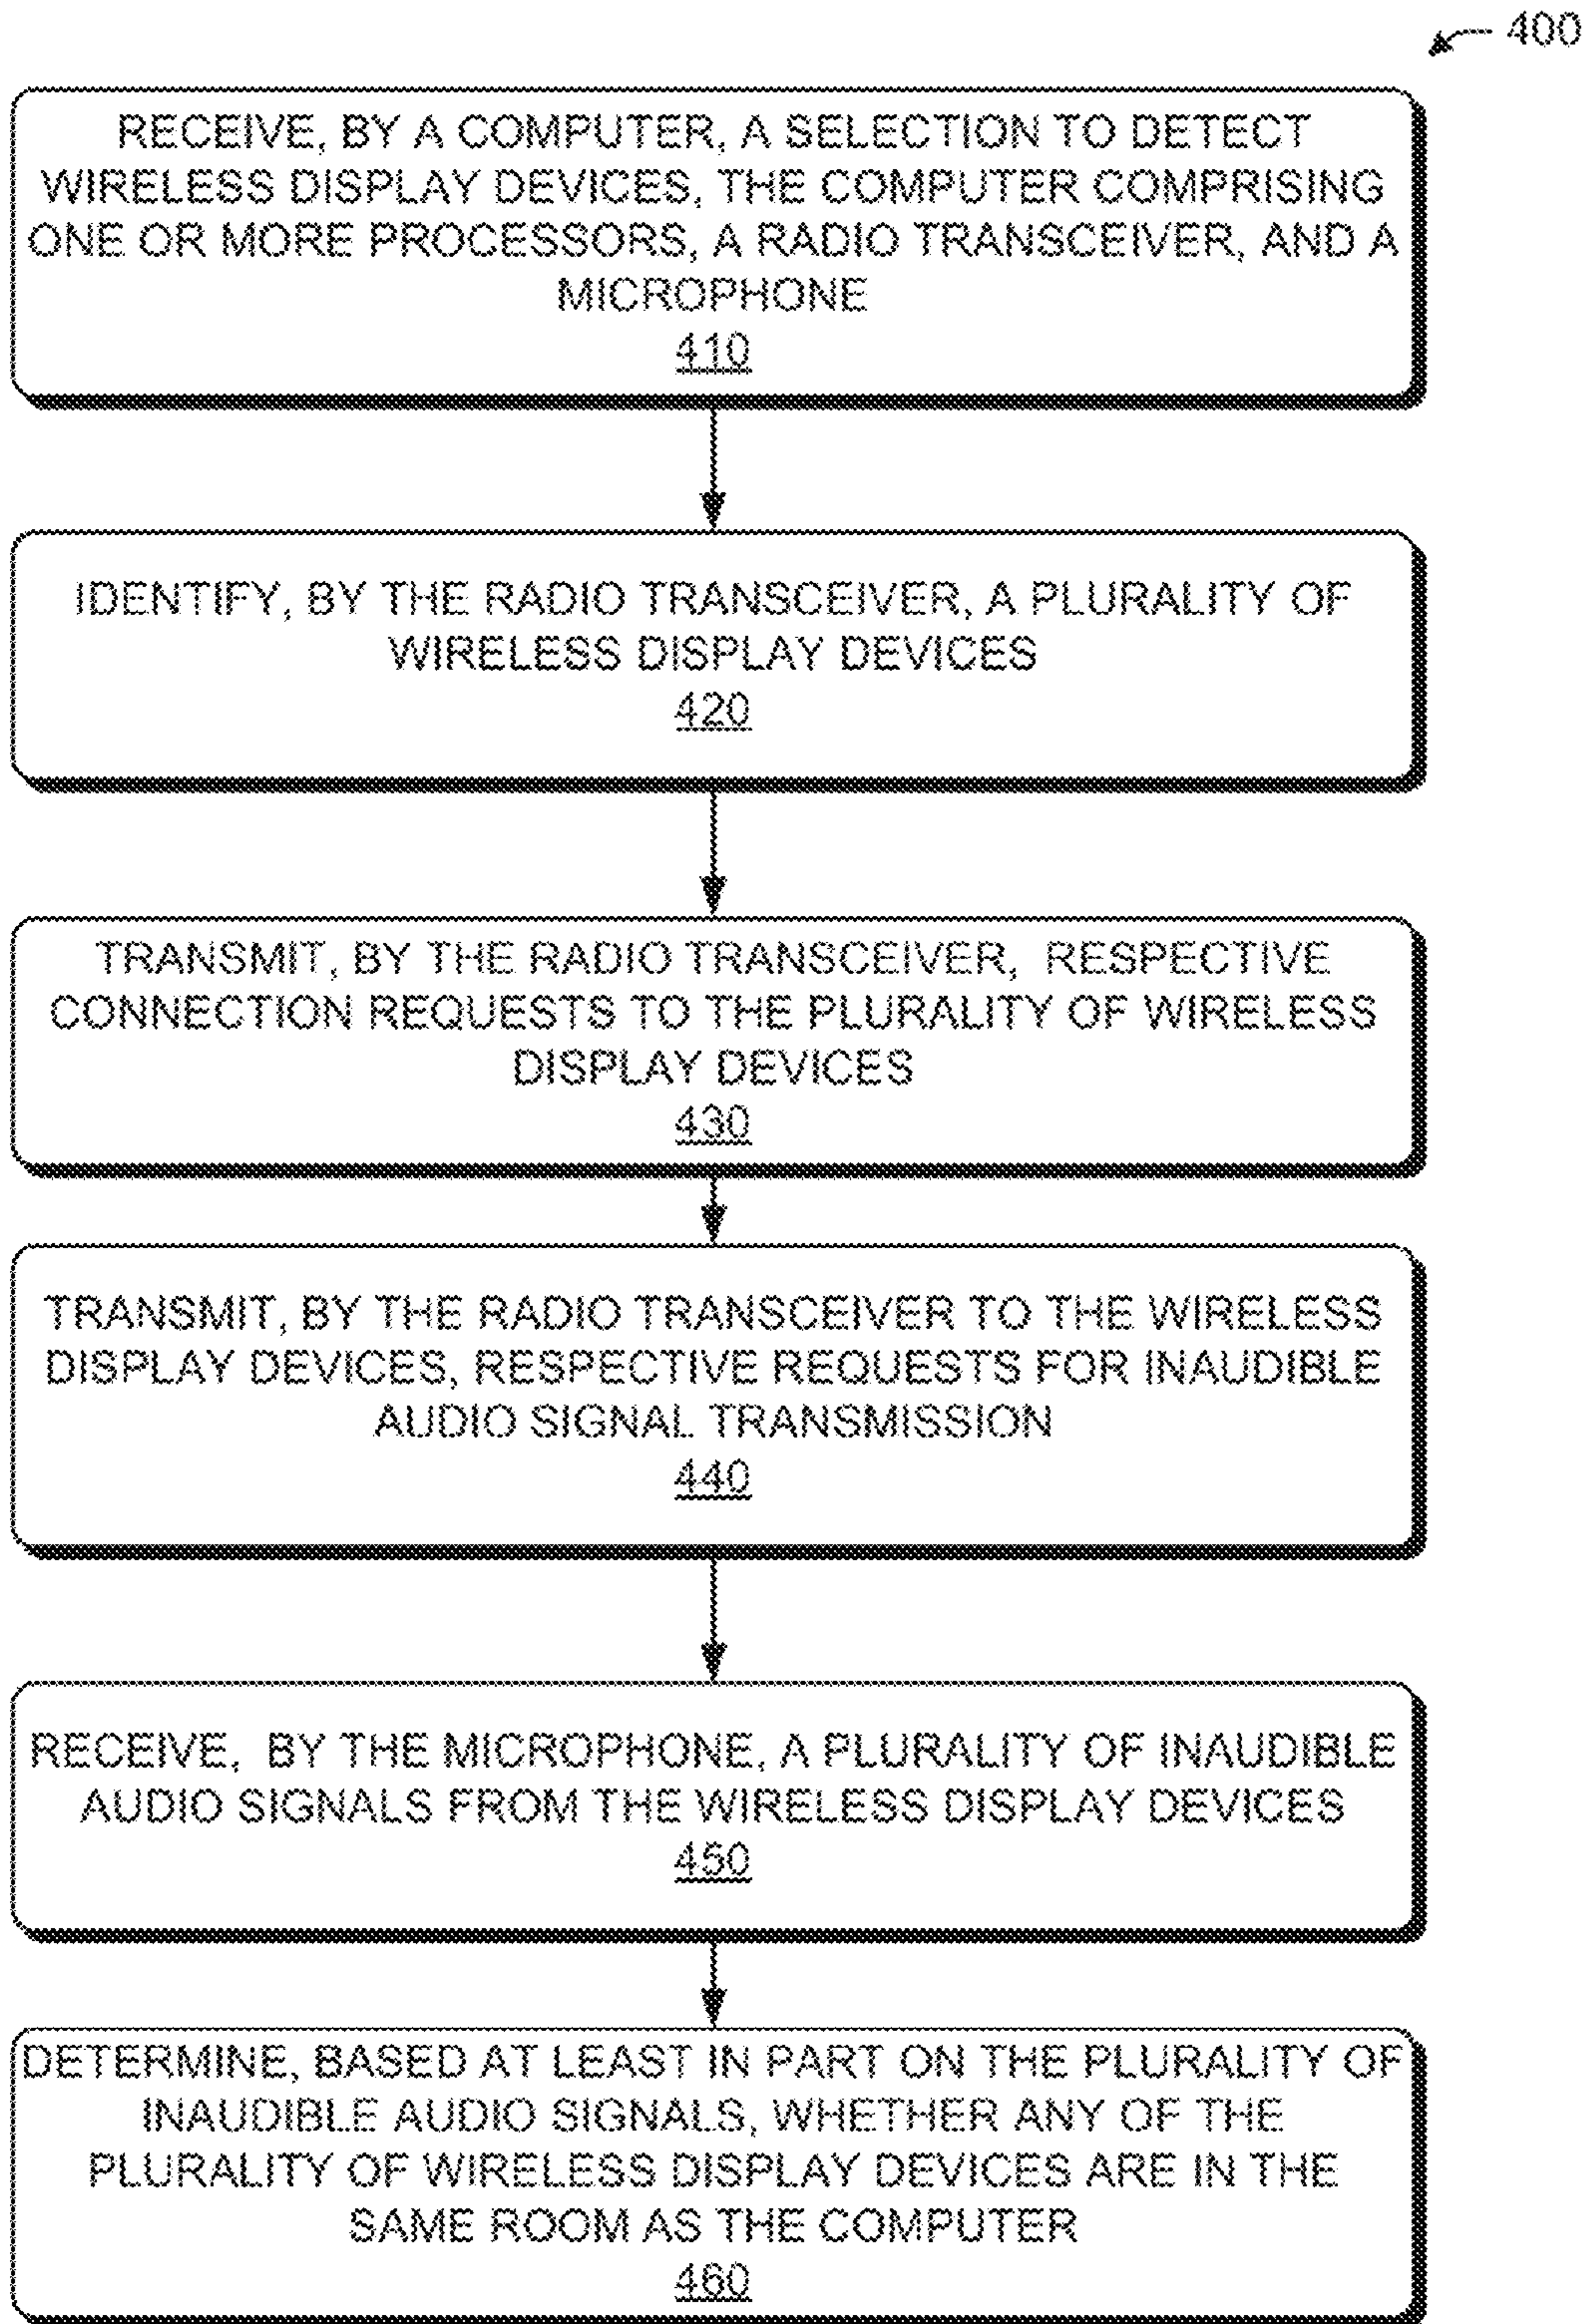 400
RECEIVE, BY A COMPUTER, A SELECTION TO DETECT
WIRELESS DISPLAY DEVICES, THE COMPUTER COMPRISING
ONE OR MORE PROCESSORS, A RADIO TRANSCEIVER, AND A
MICROPHONE
410
IDENTIFY, BY THE RADIO TRANSCEIVER, A PLURALITY OF
WIRELESS DISPLAY DEVICES
420
TRANSMIT, BY THE RADIO TRANSCEIVER, RESPECTIVE
CONNECTION REQUESTS TO THE PLURALITY OF WIRELESS
DISPLAY DEVICES
430
TRANSMIT, BY THE RADIO TRANSCEIVER TO THE WIRELESS
DISPLAY DEVICES, RESPECTIVE REQUESTS FOR INAUDIBLE
AUDIO SIGNAL TRANSMISSION
440
RECEIVE, BY THE MICROPHONE, A PLURALITY OF INAUDIBLE
AUDIO SIGNALS FROM THE WIRELESS DISPLAY DEVICES
450
DETERMINE, BASED AT LEAST IN PART ON THE PLURALITY OF
INAUDIBLE AUDIO SIGNALS, WHETHER ANY OF THE
PLURALITY OF WIRELESS DISPLAY DEVICES ARE IN THE
SAME ROOM AS THE COMPUTER
460